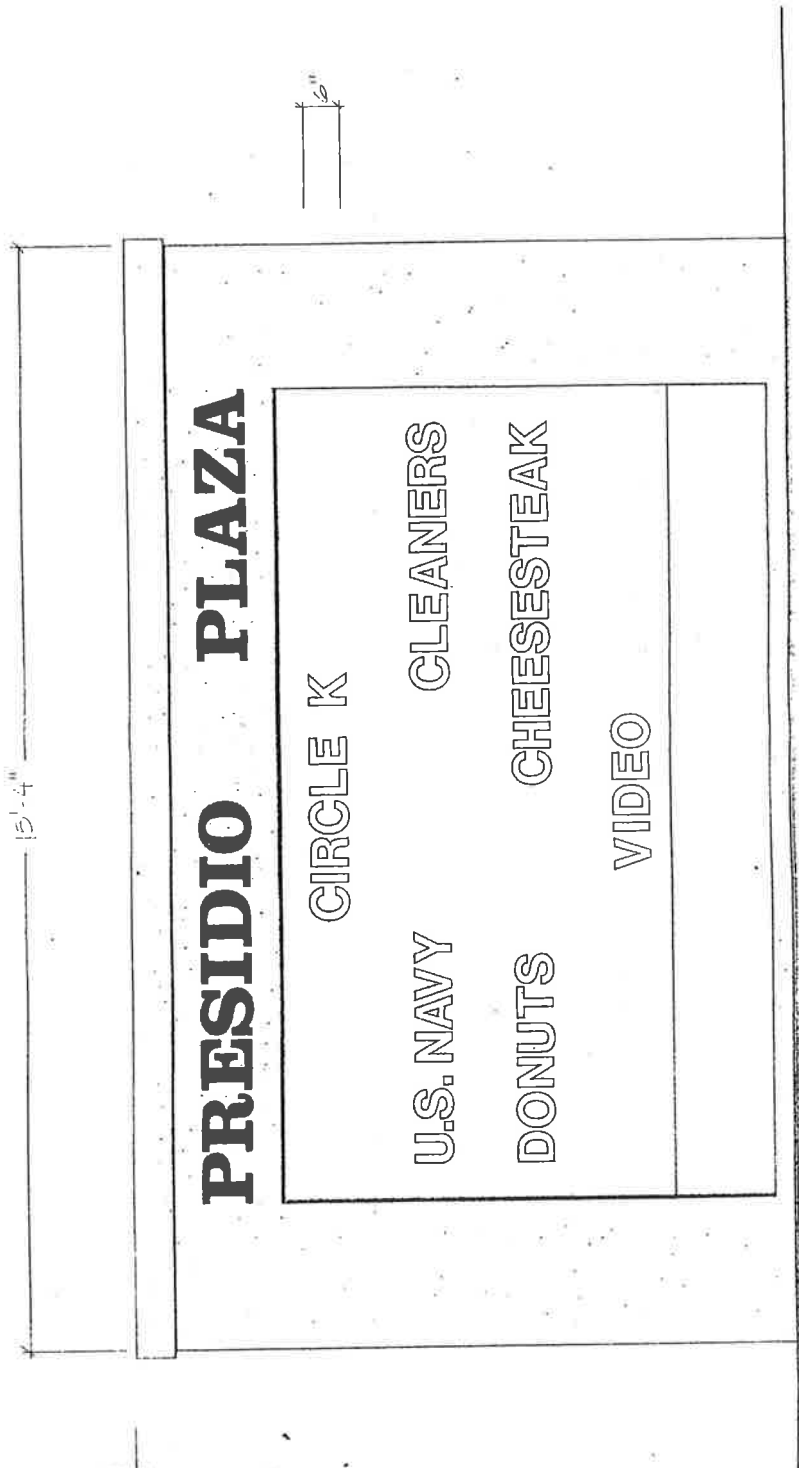 15'-4"
6"
PRESIDIO PLAZA
CIRCLE K
U.S. NAVY CLEANERS
DONUTS CHEESESTEAK
VIDEO